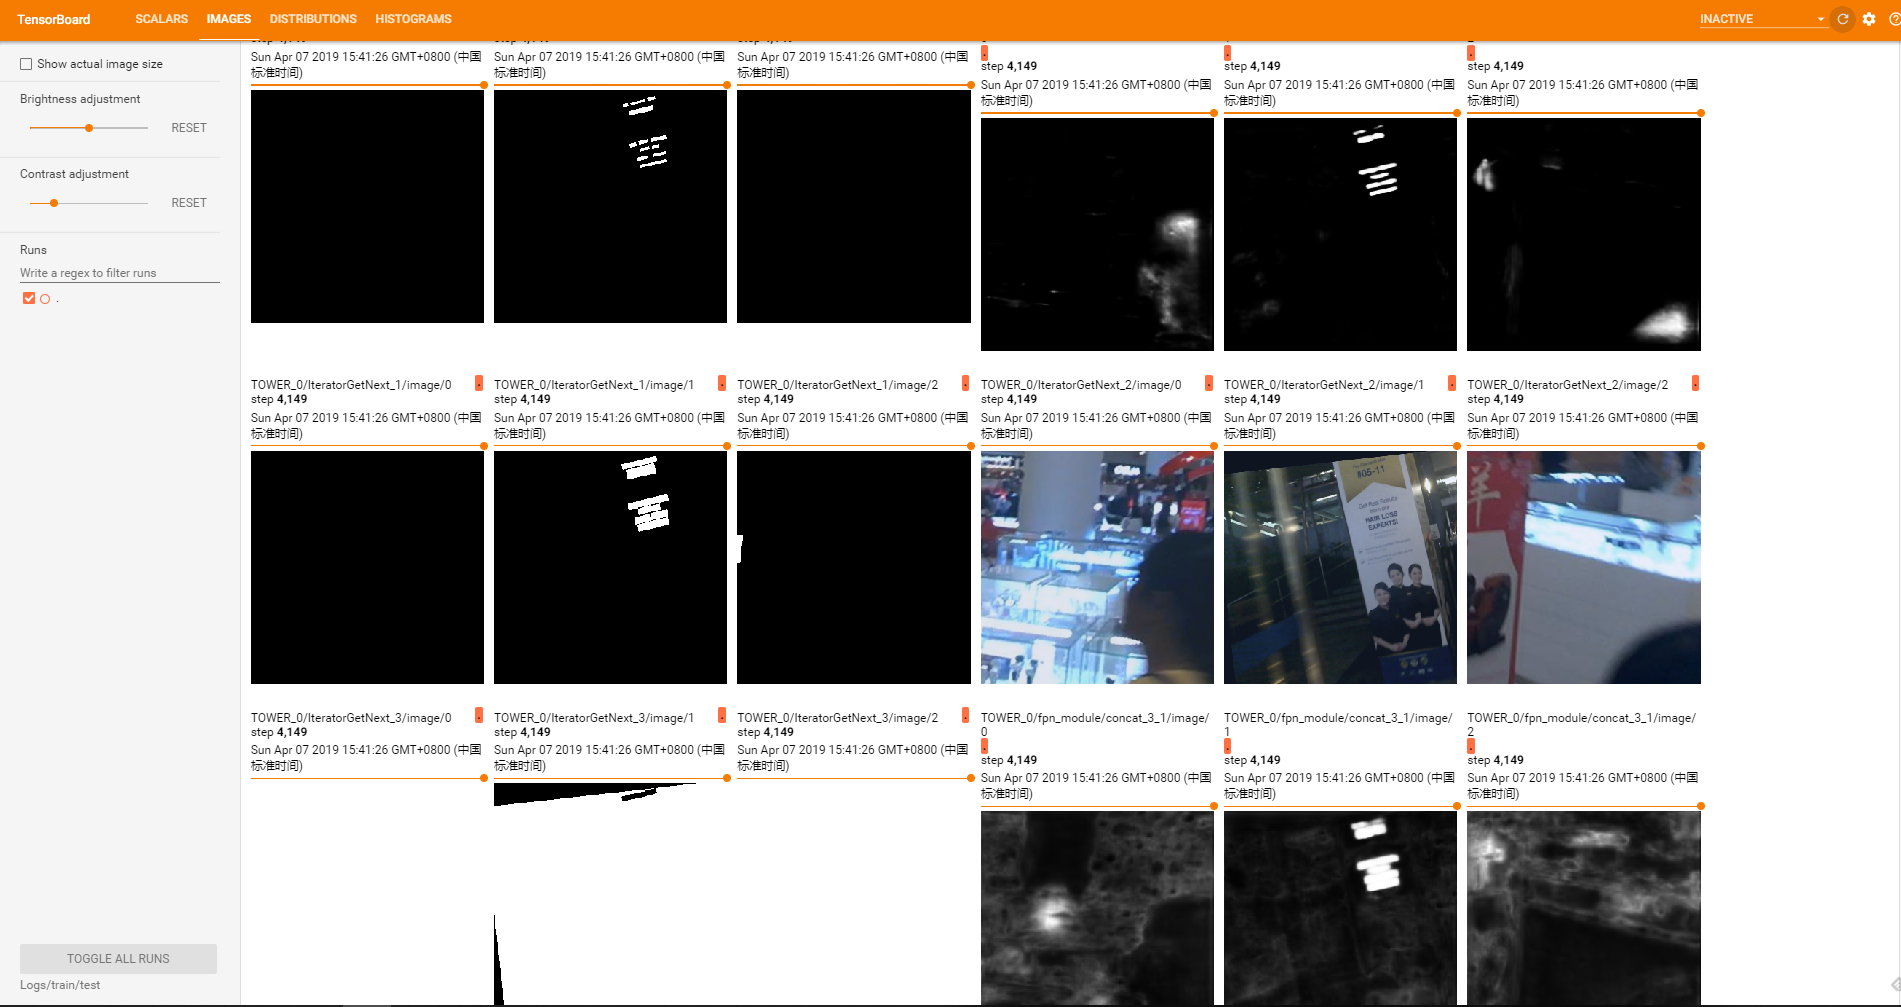 TensorBoard
SCALARS
IMAGES
DISTRIBUTIONS
HISTOGRAMS
INACTIVE
Show actual image size
Brightness adjustment
RESET
Contrast adjustment
RESET
Runs
Write a regex to filter runs
.
TOGGLE ALL RUNS
Logs/train/test
Sun Apr 07 2019 15:41:26 GMT+0800 (中国
标准时间)
Sun Apr 07 2019 15:41:26 GMT+0800 (中国
标准时间)
Sun Apr 07 2019 15:41:26 GMT+0800 (中国
标准时间)
step 4,149
Sun Apr 07 2019 15:41:26 GMT+0800 (中国
标准时间)
step 4,149
Sun Apr 07 2019 15:41:26 GMT+0800 (中国
标准时间)
step 4,149
Sun Apr 07 2019 15:41:26 GMT+0800 (中国
标准时间)
TOWER_0/IteratorGetNext_1/image/0
step 4,149
Sun Apr 07 2019 15:41:26 GMT+0800 (中国
标准时间)
TOWER_0/IteratorGetNext_1/image/1
step 4,149
Sun Apr 07 2019 15:41:26 GMT+0800 (中国
标准时间)
TOWER_0/IteratorGetNext_1/image/2
step 4,149
Sun Apr 07 2019 15:41:26 GMT+0800 (中国
标准时间)
TOWER_0/IteratorGetNext_2/image/0
step 4,149
Sun Apr 07 2019 15:41:26 GMT+0800 (中国
标准时间)
TOWER_0/IteratorGetNext_2/image/1
step 4,149
Sun Apr 07 2019 15:41:26 GMT+0800 (中国
标准时间)
#05-11
HAIR LOSS
EXPERTS!
TOWER_0/IteratorGetNext_2/image/2
step 4,149
Sun Apr 07 2019 15:41:26 GMT+0800 (中国
标准时间)
羊
TOWER_0/IteratorGetNext_3/image/0
step 4,149
Sun Apr 07 2019 15:41:26 GMT+0800 (中国
标准时间)
TOWER_0/IteratorGetNext_3/image/1
step 4,149
Sun Apr 07 2019 15:41:26 GMT+0800 (中国
标准时间)
TOWER_0/IteratorGetNext_3/image/2
step 4,149
Sun Apr 07 2019 15:41:26 GMT+0800 (中国
标准时间)
TOWER_0/fpn_module/concat_3_1/image/
0
step 4,149
Sun Apr 07 2019 15:41:26 GMT+0800 (中国
标准时间)
TOWER_0/fpn_module/concat_3_1/image/
1
step 4,149
Sun Apr 07 2019 15:41:26 GMT+0800 (中国
标准时间)
TOWER_0/fpn_module/concat_3_1/image/
2
step 4,149
Sun Apr 07 2019 15:41:26 GMT+0800 (中国
标准时间)